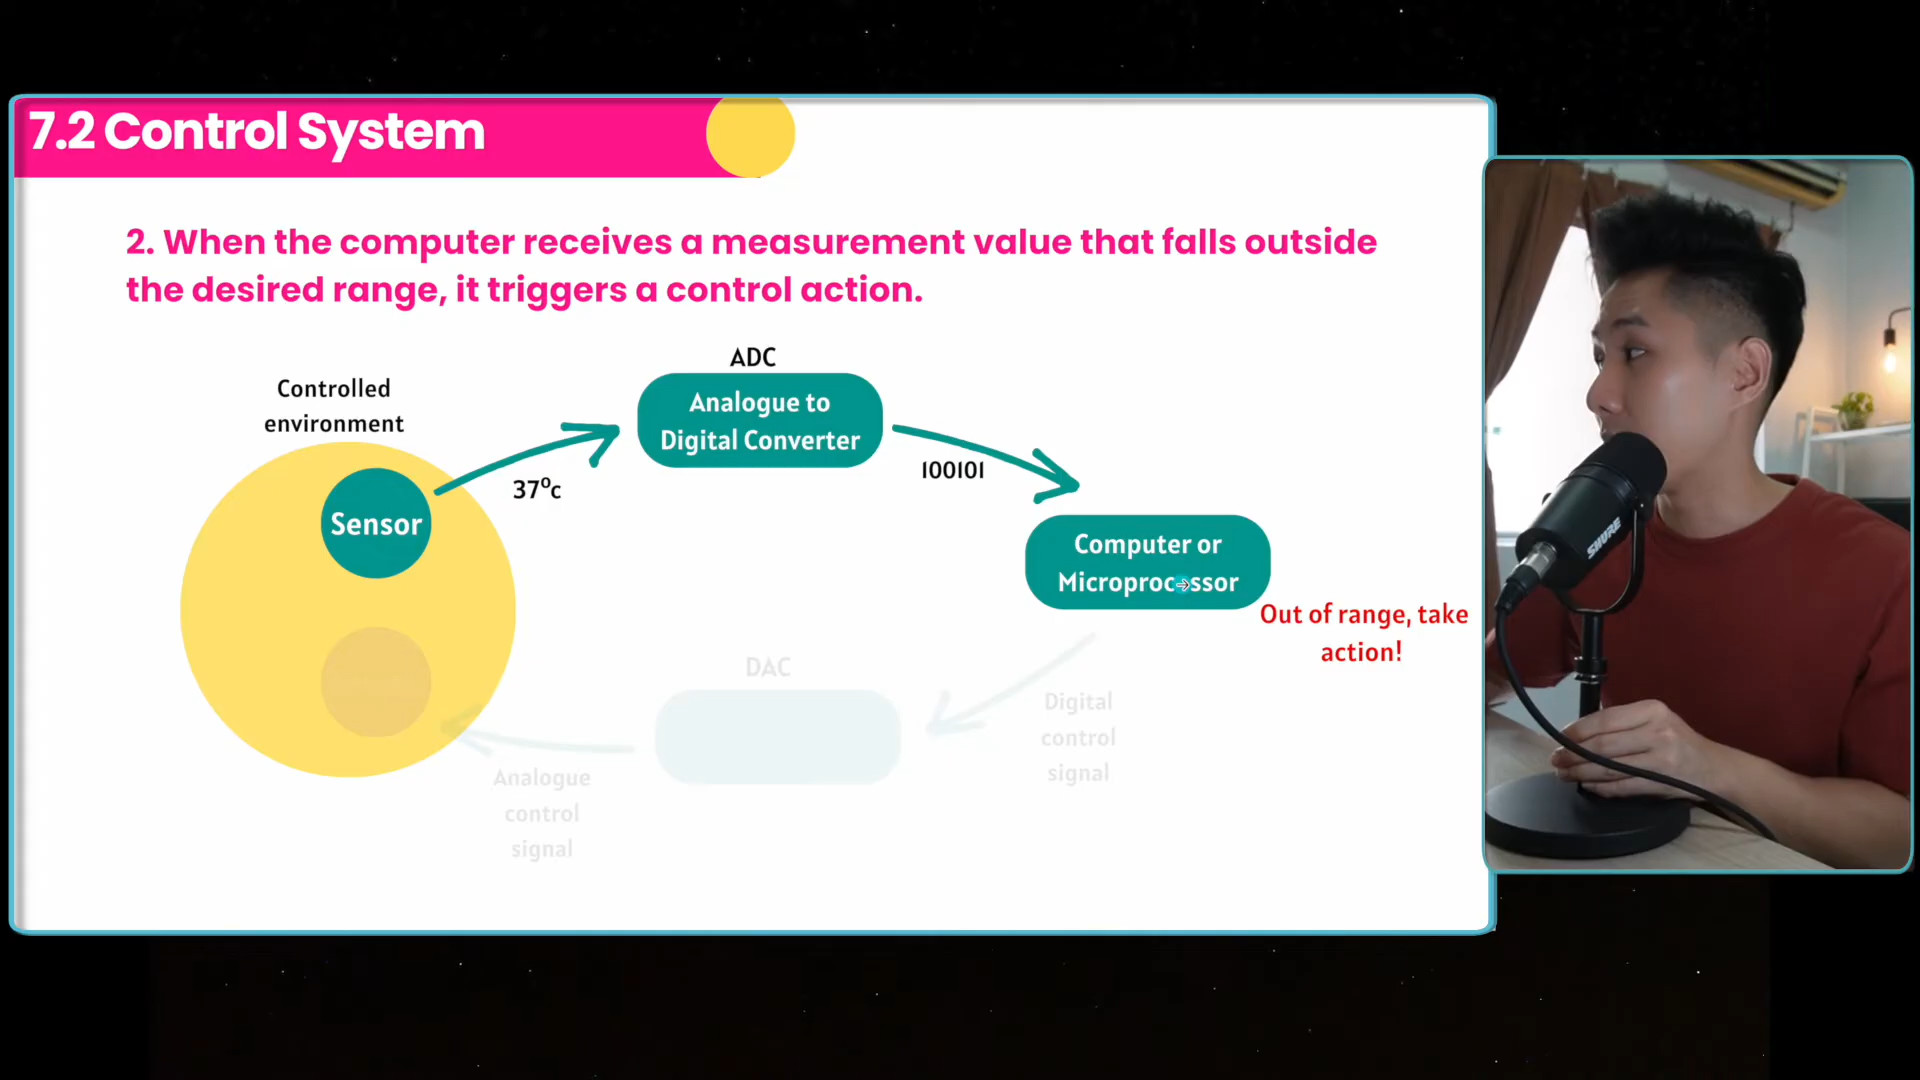 7.2 Control System
2. When the computer receives a measurement value that falls outside
the desired range, it triggers a control action.
ADC
Analogue to
Digital Converter
Controlled
environment
Sensor
37ºc
100101
Computer or
Microprocessor
Out of range, take
action!
DAC
Digital
control
signal
Analogue
control
signal
SHURE